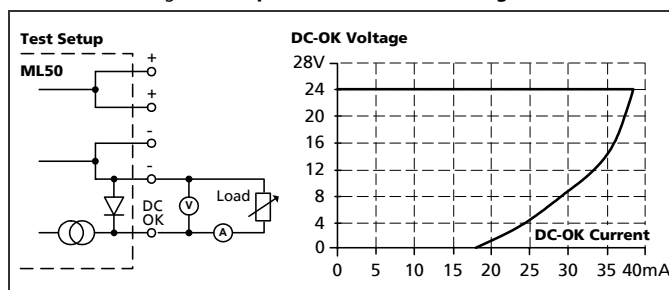 Test Setup
ML50
+
+
-
-
DC
OK
V
A
Load
DC-OK Voltage
28V
24
20
16
12
8
4
0
DC-OK Current
0 5 10 15 20 25 30 35 40mA